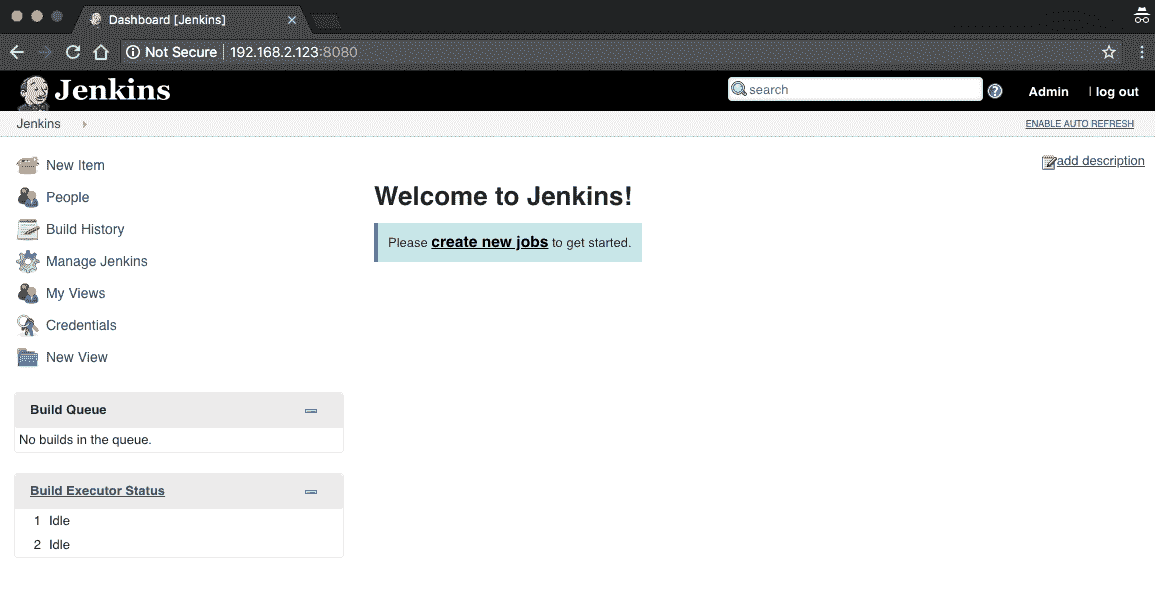 Dashboard [Jenkins]
Not Secure 192.168.2.123:8080
Jenkins
search
Admin
log out
Jenkins
ENABLE AUTO REFRESH
New Item
People
Build History
Manage Jenkins
My Views
Credentials
New View
add description
Welcome to Jenkins!
Please create new jobs to get started.
Build Queue
No builds in the queue.
Build Executor Status
1 Idle
2 Idle